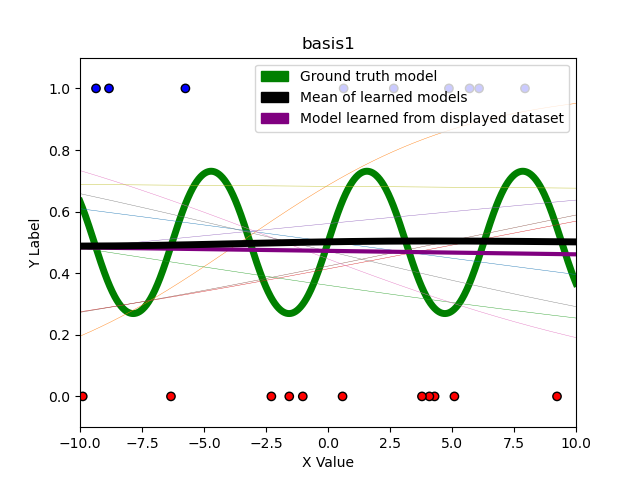 basis1
Ground truth model
Mean of learned models
Model learned from displayed dataset
Y Label
1.0
0.8
0.6
0.4
0.2
0.0
−10.0 −7.5 −5.0 −2.5 0.0 2.5 5.0 7.5 10.0
X Value